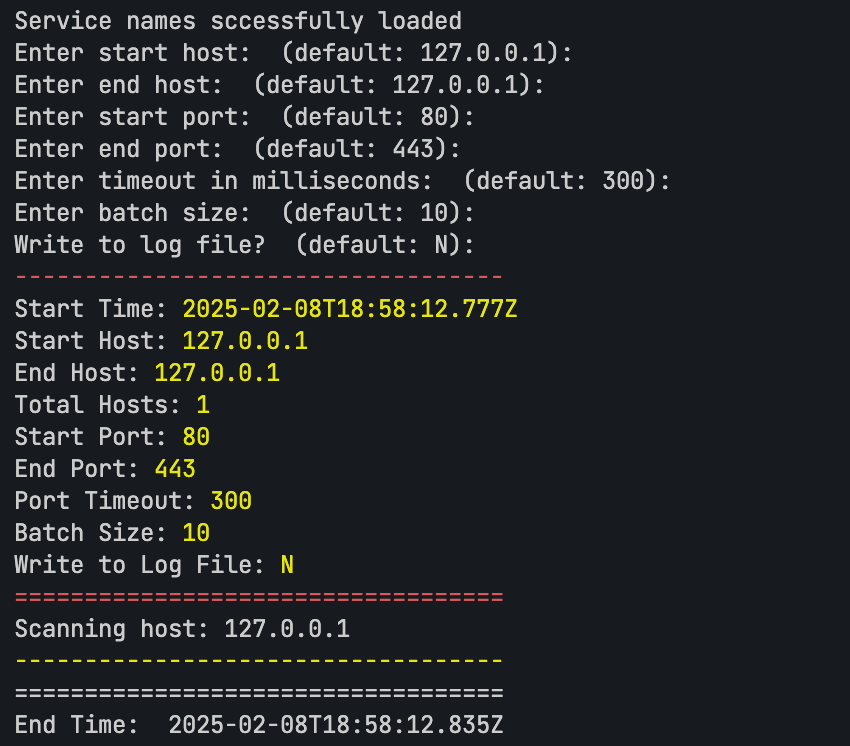 Service names sccessfully loaded
Enter start host:  (default: 127.0.0.1):
Enter end host:  (default: 127.0.0.1):
Enter start port:  (default: 80):
Enter end port:  (default: 443):
Enter timeout in milliseconds:  (default: 300):
Enter batch size:  (default: 10):
Write to log file?  (default: N):
-----------------------------------
Start Time: 2025-02-08T18:58:12.777Z
Start Host: 127.0.0.1
End Host: 127.0.0.1
Total Hosts: 1
Start Port: 80
End Port: 443
Port Timeout: 300
Batch Size: 10
Write to Log File: N
===================================
Scanning host: 127.0.0.1
-----------------------------------
===================================
End Time:  2025-02-08T18:58:12.835Z